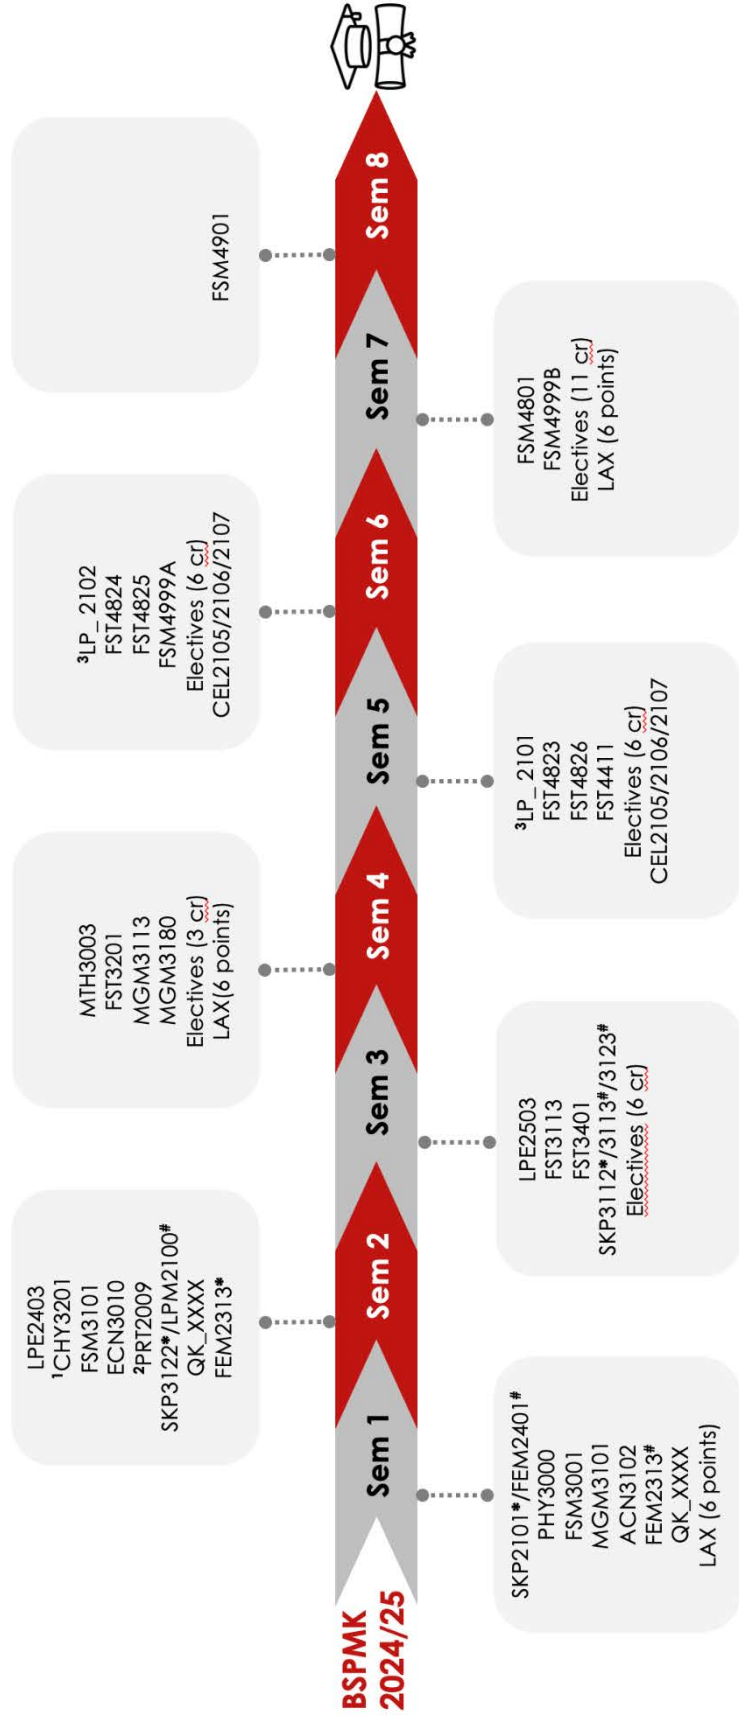 BSPMK
2024/25
Sem 1
Sem 2
Sem 3
Sem 4
Sem 5
Sem 6
Sem 7
Sem 8
LPE2403
¹CHY3201
FSM3101
ECN3010
²PRT2009
SKP3122*/LPM2100#
QK_XXXX
FEM2313*
MTH3003
FST3201
MGM3113
MGM3180
Electives (3 cr)
LAX(6 points)
³LP_ 2102
FST4824
FST4825
FSM4999A
Electives (6 cr)
CEL2105/2106/2107
FSM4901
SKP2101*/FEM2401#
PHY3000
FSM3001
MGM3101
ACN3102
FEM2313#
QK_XXXX
LAX (6 points)
LPE2503
FST3113
FST3401
SKP3112*/3113#/3123#
Electives (6 cr)
³LP_ 2101
FST4823
FST4826
FST4411
Electives (6 cr)
CEL2105/2106/2107
FSM4801
FSM4999B
Electives (11 cr)
LAX (6 points)